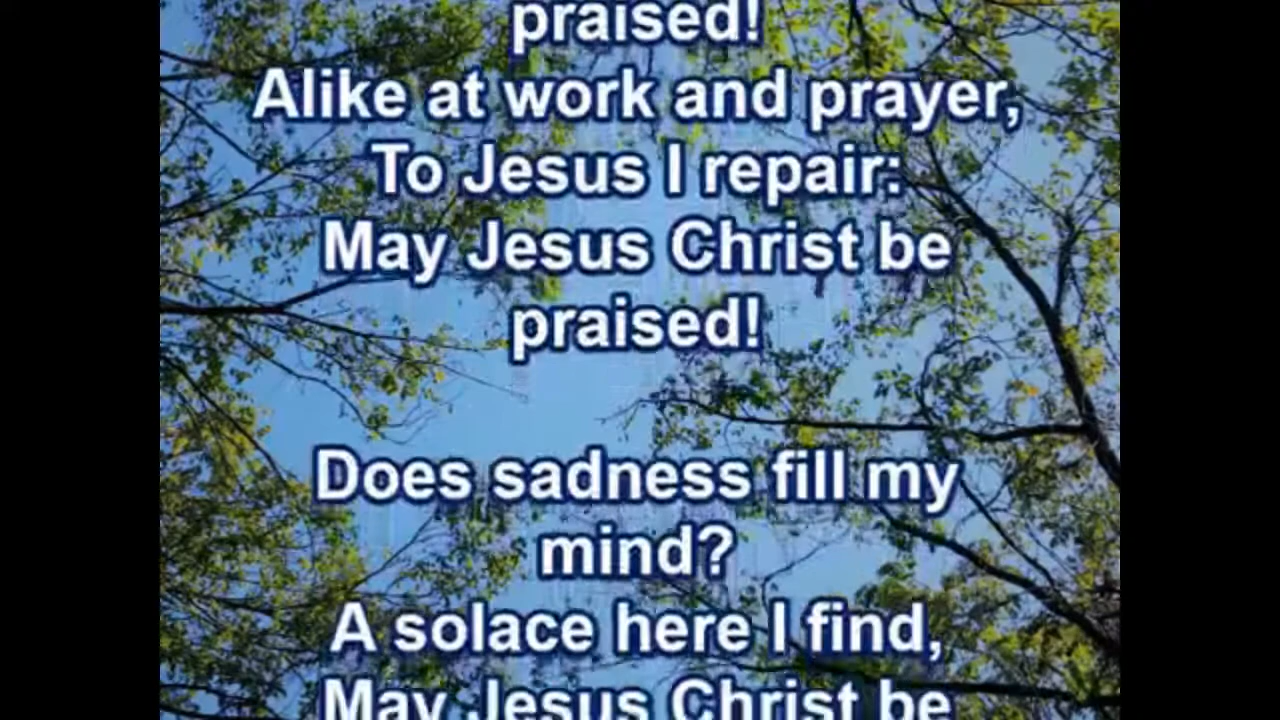 praised!
Alike at work and prayer,
To Jesus I repair:
May Jesus Christ be
praised!
Does sadness fill my
mind?
A solace here I find,
May Jesus Christ be